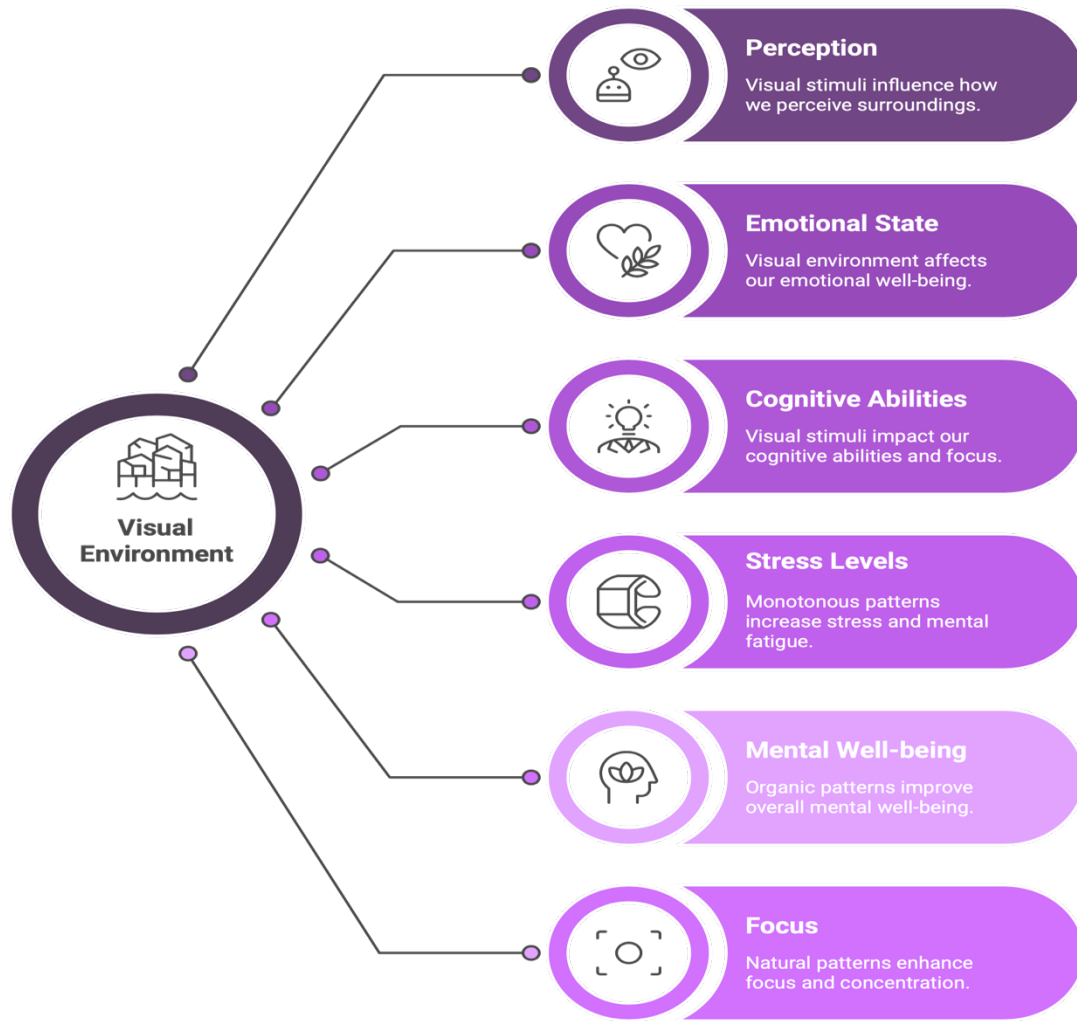 Perception
Visual stimuli influence how
we perceive surroundings.
Emotional State
Visual environment affects
our emotional well-being.
Cognitive Abilities
Visual stimuli impact our
cognitive abilities and focus.
Visual
Environment
Stress Levels
Monotonous patterns
increase stress and mental
fatigue.
Mental Well-being
Organic patterns improve
overall mental well-being.
Focus
Natural patterns enhance
focus and concentration.